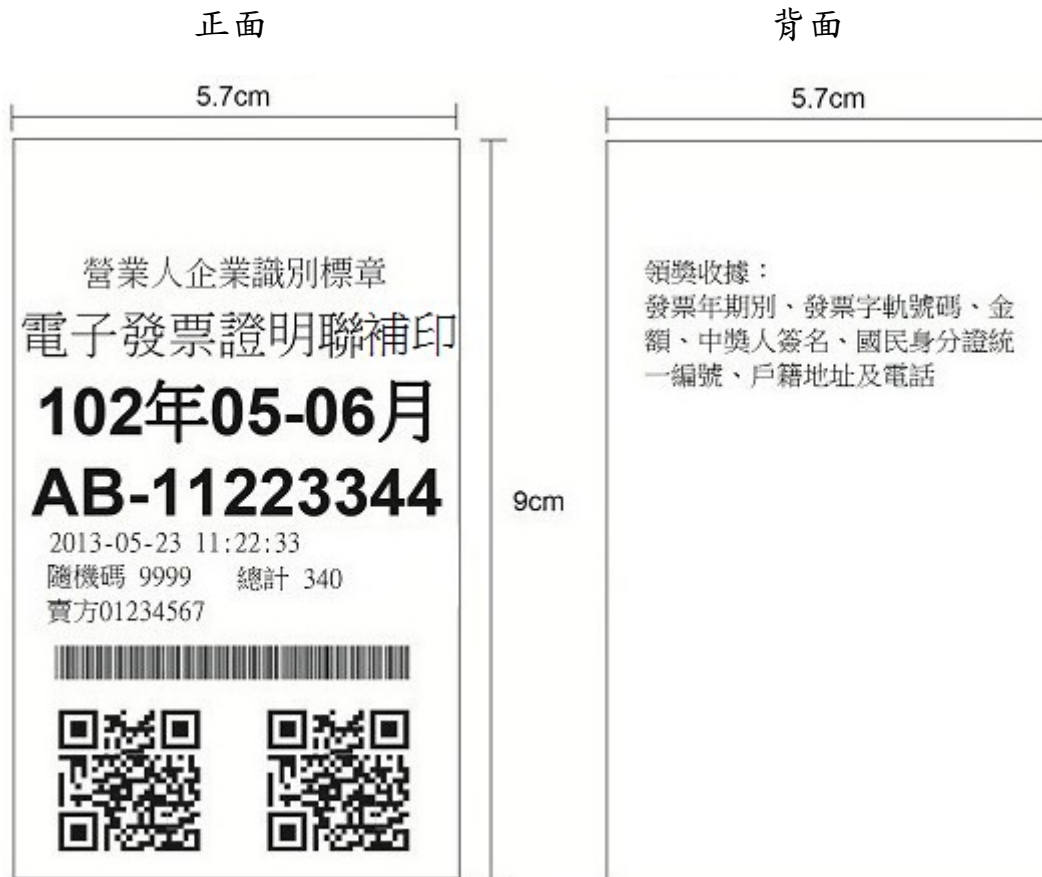 正面
背面
5.7cm
5.7cm
營業人企業識別標章
電子發票證明聯補印
102年05-06月
AB-11223344
2013-05-23 11:22:33
隨機碼 9999 總計 340
賣方01234567
9cm
領獎收據：
發票年期別、發票字軌號碼、金
額、中獎人簽名、國民身分證統
一編號、戶籍地址及電話